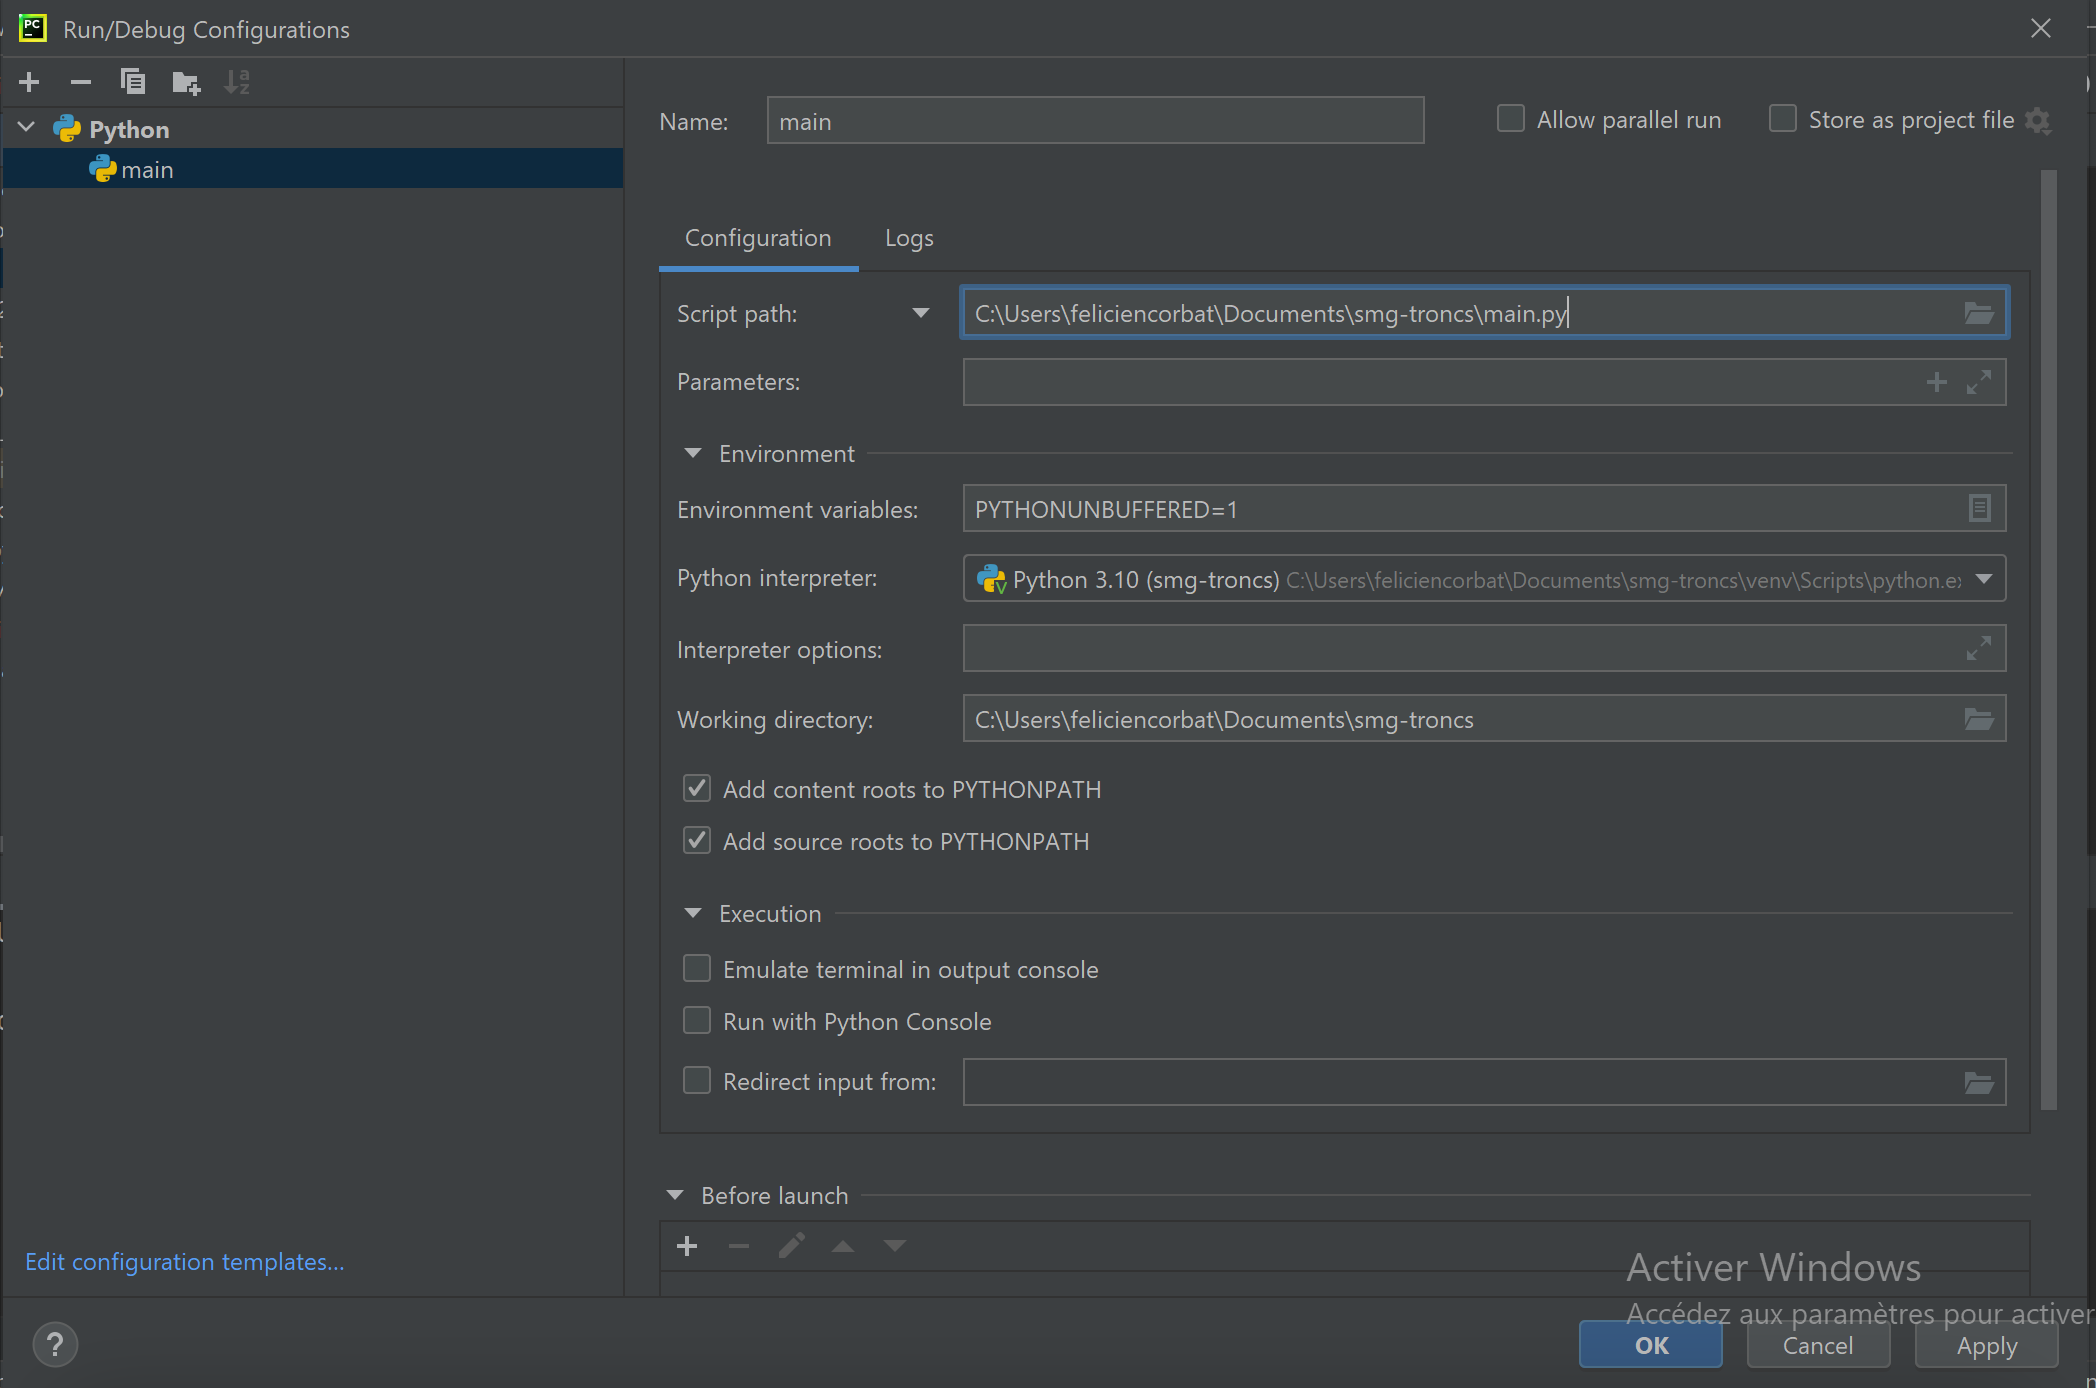 PC
Run/Debug Configurations
Python
main
Name: main
Allow parallel run
Store as project file
Configuration
Logs
Script path: C:\Users\feliciencorbat\Documents\smg-troncs\main.py
Parameters:
Environment
Environment variables: PYTHONUNBUFFERED=1
Python interpreter: Python 3.10 (smg-troncs) C:\Users\feliciencorbat\Documents\smg-troncs\venv\Scripts\python.ex
Interpreter options:
Working directory: C:\Users\feliciencorbat\Documents\smg-troncs
Add content roots to PYTHONPATH
Add source roots to PYTHONPATH
Execution
Emulate terminal in output console
Run with Python Console
Redirect input from:
Before launch
Edit configuration templates...
Activer Windows
Accédez aux paramètres pour activer
?
OK
Cancel
Apply